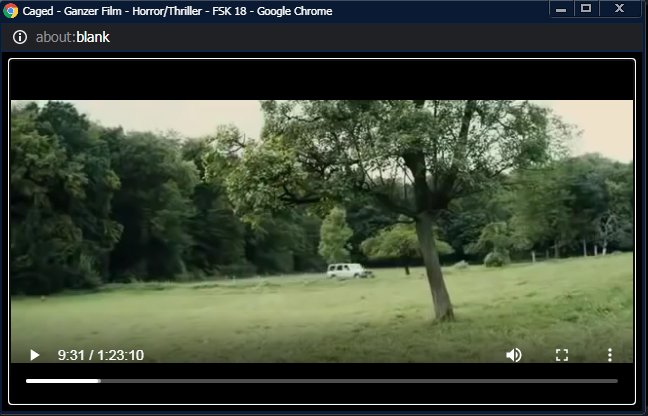 Caged - Ganzer Film - Horror/Thriller - FSK 18 - Google Chrome
about:blank
9:31 / 1:23:10